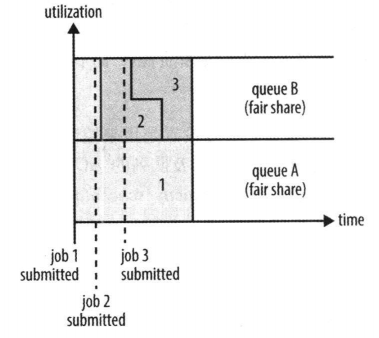 utilization
3
queue B
(fair share)
2
1
queue A
(fair share)
time
job 1
submitted
job 3
submitted
job 2
submitted